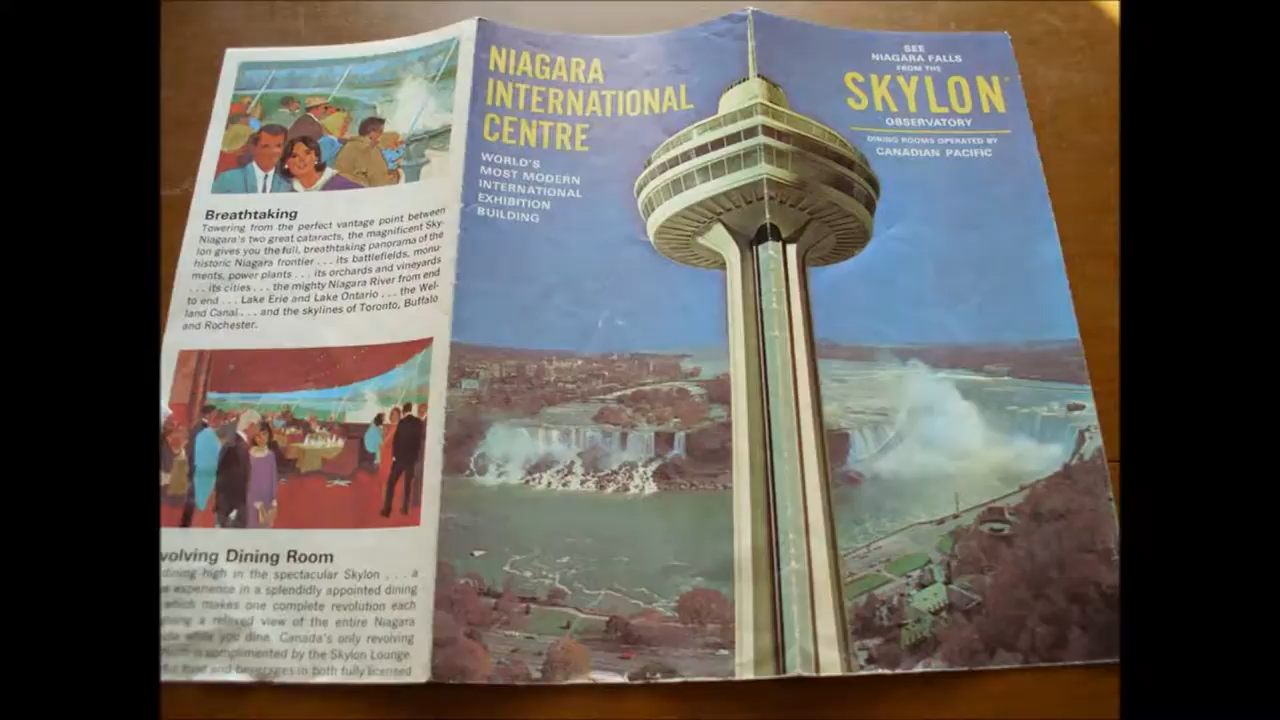 Breathtaking
Towering from the perfect vantage point between
Niagara's two great cataracts, the magnificent Sky-
lon gives you the full, breathtaking panorama of the
historic Niagara frontier . . . its battlefields, monu-
ments, power plants . . . its orchards and vineyards
. . . its cities . . . the mighty Niagara River from end
to end . . . Lake Erie and Lake Ontario . . . the Wel-
land Canal . . . and the skylines of Toronto, Buffalo
and Rochester.
volving Dining Room
dining high in the spectacular Skylon . . . a
experience in a splendidly appointed dining
which makes one complete revolution each
giving a relaxed view of the entire Niagara
while you dine. Canada's only revolving
is complimented by the Skylon Lounge.
food and beverages in both fully licensed
NIAGARA
INTERNATIONAL
CENTRE
WORLD'S
MOST MODERN
INTERNATIONAL
EXHIBITION
BUILDING
SEE
NIAGARA FALLS
FROM THE
SKYLON®
OBSERVATORY
DINING ROOMS OPERATED BY
CANADIAN PACIFIC